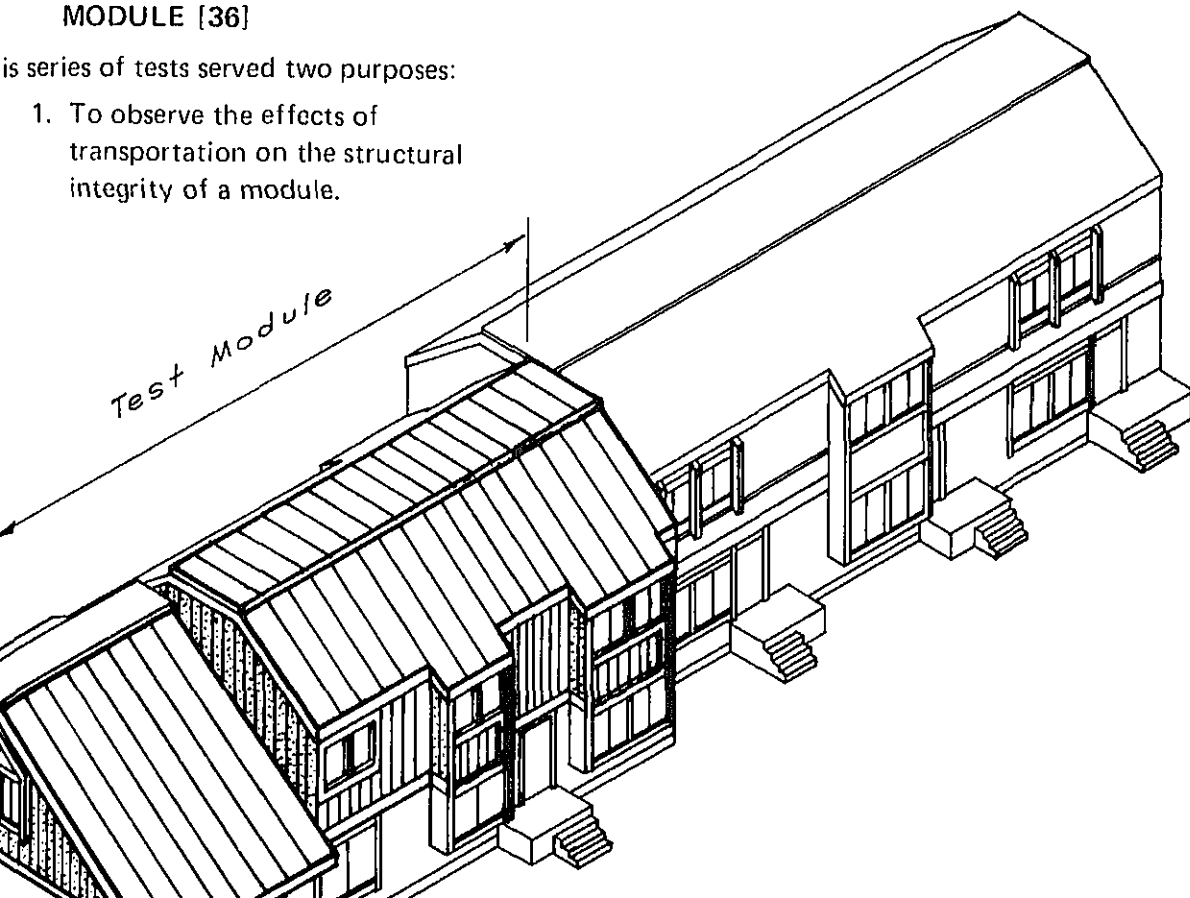 MODULE [36]
is series of tests served two purposes:
1. To observe the effects of
transportation on the structural
integrity of a module.
Test Module